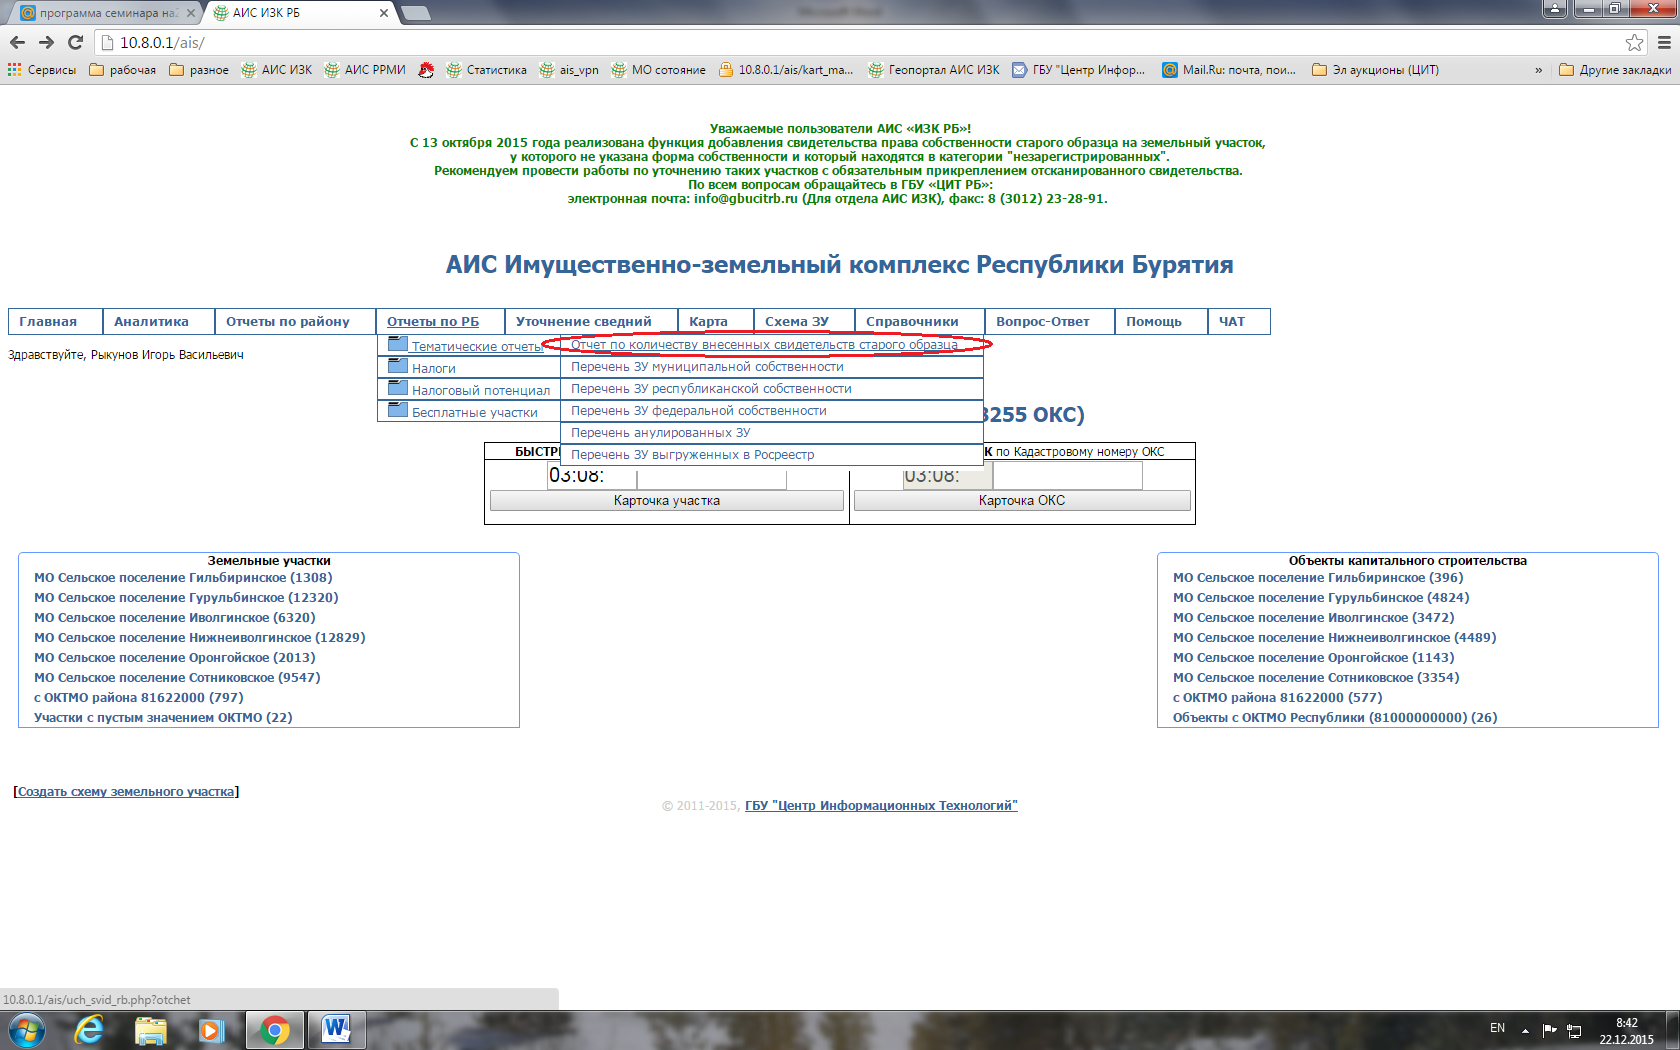 программа семинара на
АИС ИЗК РБ
10.8.0.1/ais/
Сервисы
рабочая
разное
АИС ИЗК
АИС РРМИ
Статистика
ais_vpn
МО сотояние
10.8.0.1/ais/kart_ma...
Геопортал АИС ИЗК
ГБУ "Центр Инфор...
Mail.Ru: почта, пои...
Эл аукционы (ЦИТ)
»
Другие закладки
Уважаемые пользователи АИС «ИЗК РБ»!
С 13 октября 2015 года реализована функция добавления свидетельства права собственности старого образца на земельный участок,
у которого не указана форма собственности и который находятся в категории "незарегистрированных".
Рекомендуем провести работы по уточнению таких участков с обязательным прикреплением отсканированного свидетельства.
По всем вопросам обращайтесь в ГБУ «ЦИТ РБ»:
электронная почта: info@gbucitrb.ru (Для отдела АИС ИЗК), факс: 8 (3012) 23-28-91.
АИС Имущественно-земельный комплекс Республики Бурятия
Главная
Аналитика
Отчеты по району
Отчеты по РБ
Уточнение сведний
Карта
Схема ЗУ
Справочники
Вопрос-Ответ
Помощь
ЧАТ
Здравствуйте, Рыкунов Игорь Васильевич
Тематические отчеты
Налоги
Налоговый потенциал
Бесплатные участки
Отчет по количеству внесенных свидетельств старого образца
Перечень ЗУ муниципальной собственности
Перечень ЗУ республиканской собственности
Перечень ЗУ федеральной собственности
Перечень анулированных ЗУ
Перечень ЗУ выгруженных в Росреестр
3255 ОКС)
БЫСТР
К по Кадастровому номеру ОКС
03:08:
03:08:
Карточка участка
Карточка ОКС
Земельные участки
МО Сельское поселение Гильбиринское (1308)
МО Сельское поселение Гурульбинское (12320)
МО Сельское поселение Иволгинское (6320)
МО Сельское поселение Нижнеиволгинское (12829)
МО Сельское поселение Оронгойское (2013)
МО Сельское поселение Сотниковское (9547)
с ОКТМО района 81622000 (797)
Участки с пустым значением ОКТМО (22)
Объекты капитального строительства
МО Сельское поселение Гильбиринское (396)
МО Сельское поселение Гурульбинское (4824)
МО Сельское поселение Иволгинское (3472)
МО Сельское поселение Нижнеиволгинское (4489)
МО Сельское поселение Оронгойское (1143)
МО Сельское поселение Сотниковское (3354)
с ОКТМО района 81622000 (577)
Объекты с ОКТМО Республики (81000000000) (26)
[Создать схему земельного участка]
© 2011-2015, ГБУ "Центр Информационных Технологий"
10.8.0.1/ais/uch_svid_rb.php?otchet
EN
8:42
22.12.2015